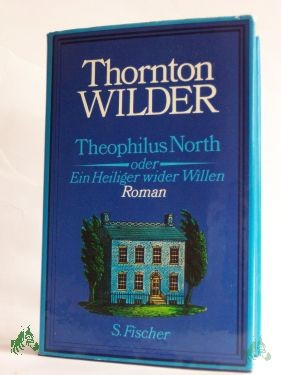 Thornton
WILDER
Theophilus North
oder
Ein Heiliger wider Willen
Roman
S. Fischer